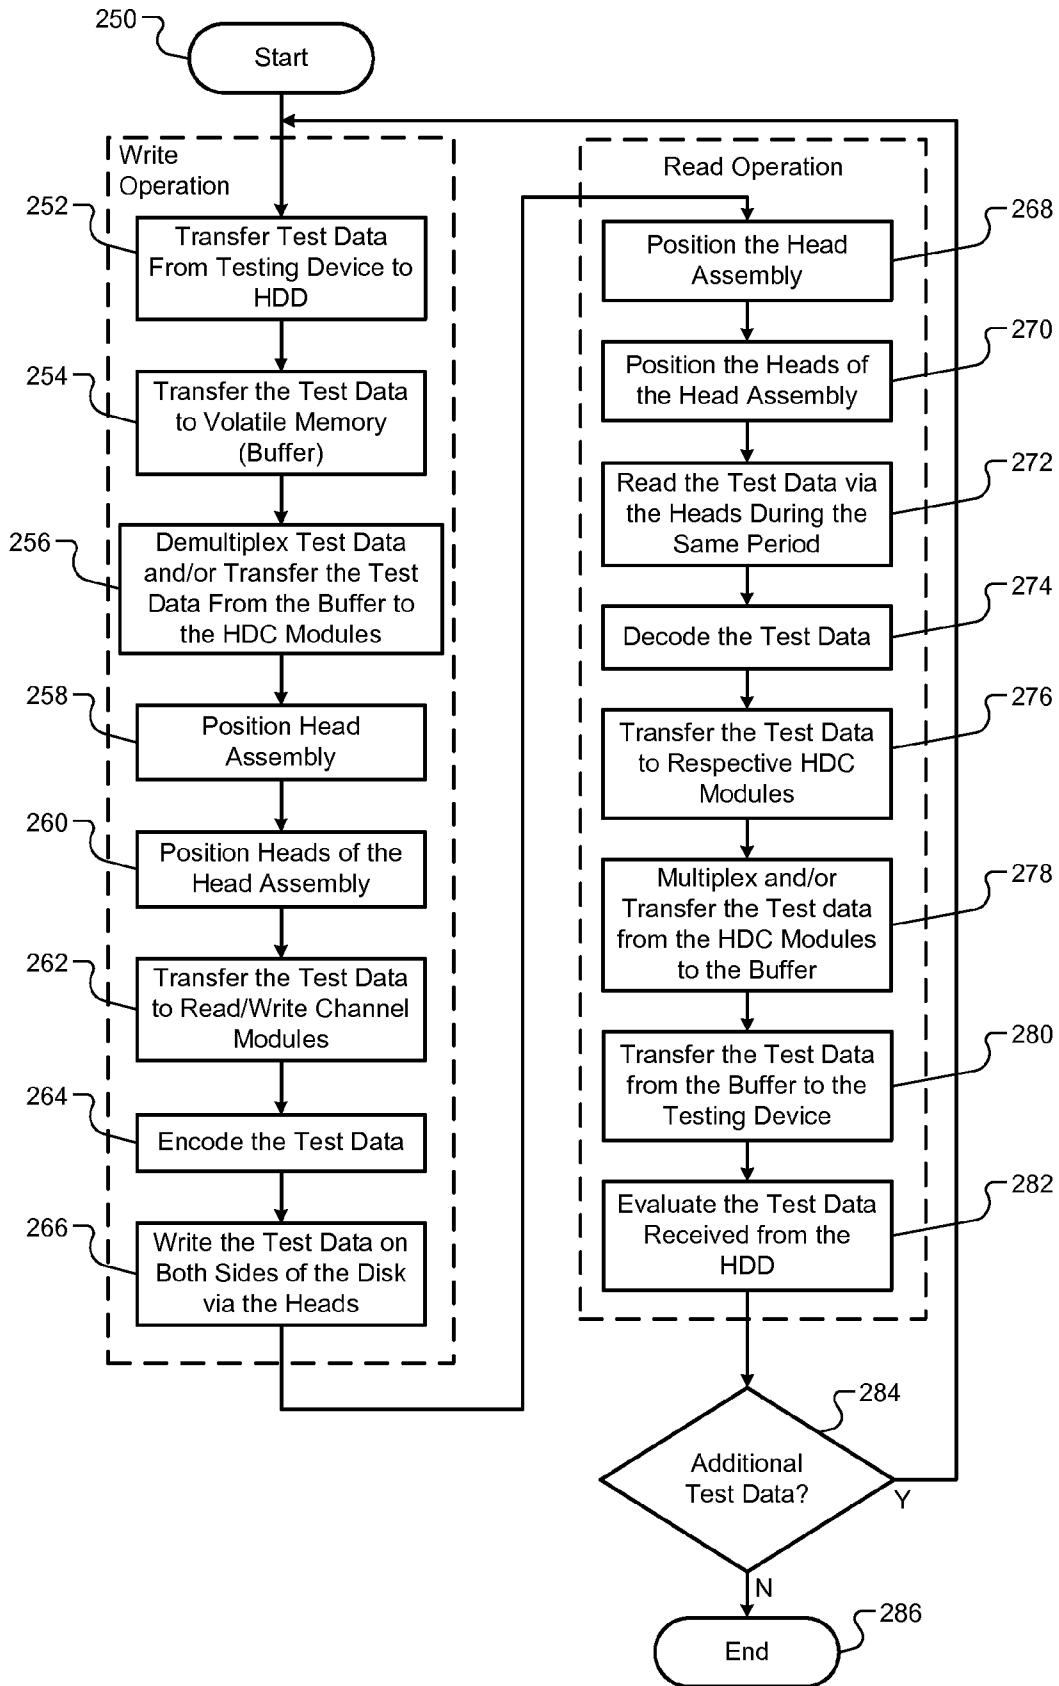 250
Start
Write
Operation
252
Transfer Test Data
From Testing Device to
HDD
254
Transfer the Test Data
to Volatile Memory
(Buffer)
256
Demultiplex Test Data
and/or Transfer the Test
Data From the Buffer to
the HDC Modules
258
Position Head
Assembly
260
Position Heads of the
Head Assembly
262
Transfer the Test Data
to Read/Write Channel
Modules
264
Encode the Test Data
266
Write the Test Data on
Both Sides of the Disk
via the Heads
Read Operation
268
Position the Head
Assembly
270
Position the Heads of
the Head Assembly
272
Read the Test Data via
the Heads During the
Same Period
274
Decode the Test Data
276
Transfer the Test Data
to Respective HDC
Modules
278
Multiplex and/or
Transfer the Test data
from the HDC Modules
to the Buffer
280
Transfer the Test Data
from the Buffer to the
Testing Device
282
Evaluate the Test Data
Received from the
HDD
284
Additional
Test Data?
Y
N
286
End